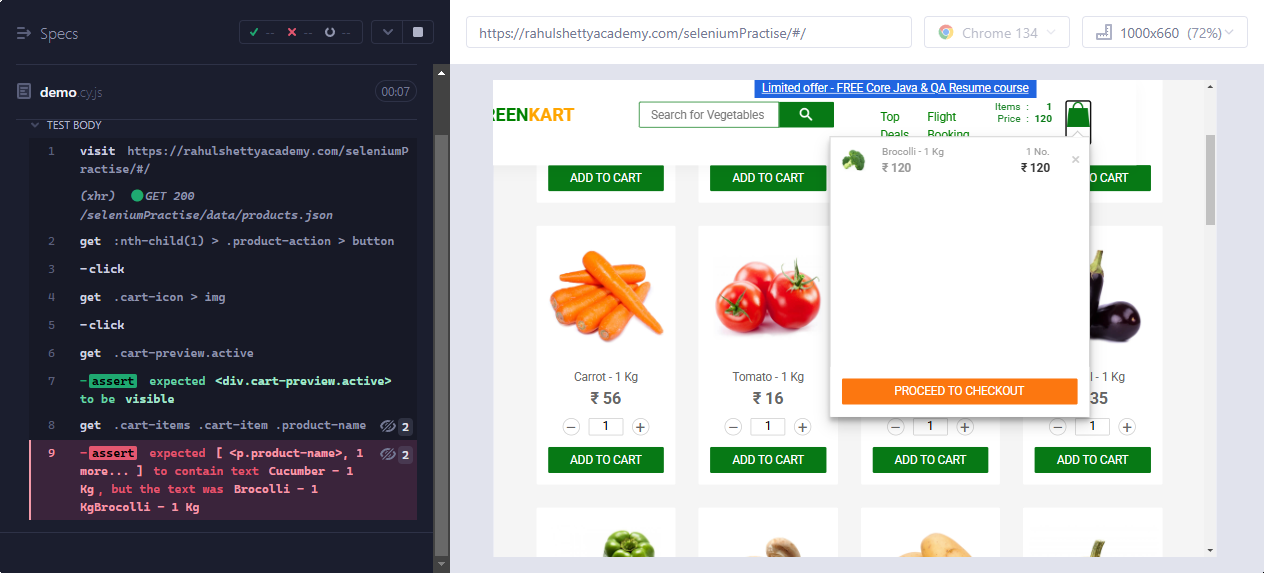 Specs
-- -- --
demo.cy.js
00:07
TEST BODY
1 visit https://rahulshettyacademy.com/seleniumP
ractise/#/
(xhr) GET 200
/seleniumPractise/data/products.json
2 get :nth-child(1) > .product-action > button
3 -click
4 get .cart-icon > img
5 -click
6 get .cart-preview.active
7 -assert expected <div.cart-preview.active>
to be visible
8 get .cart-items .cart-item .product-name 2
9 -assert expected [ <p.product-name>, 1 2
more... ] to contain text Cucumber - 1
Kg, but the text was Brocolli - 1
KgBrocolli - 1 Kg
https://rahulshettyacademy.com/seleniumPractise/#/
Chrome 134
1000x660 (72%)
Limited offer - FREE Core Java & QA Resume course
REENKART
Search for Vegetables
Top
Deals
Flight
Booking
Items : 1
Price : 120
Brocolli - 1 Kg
₹ 120
1 No.
₹ 120
×
PROCEED TO CHECKOUT
ADD TO CART
ADD TO CART
O CART
Carrot - 1 Kg
Tomato - 1 Kg
l - 1 Kg
₹ 56
₹ 16
35
− 1 +
− 1 +
− 1 +
− 1 +
ADD TO CART
ADD TO CART
ADD TO CART
ADD TO CART